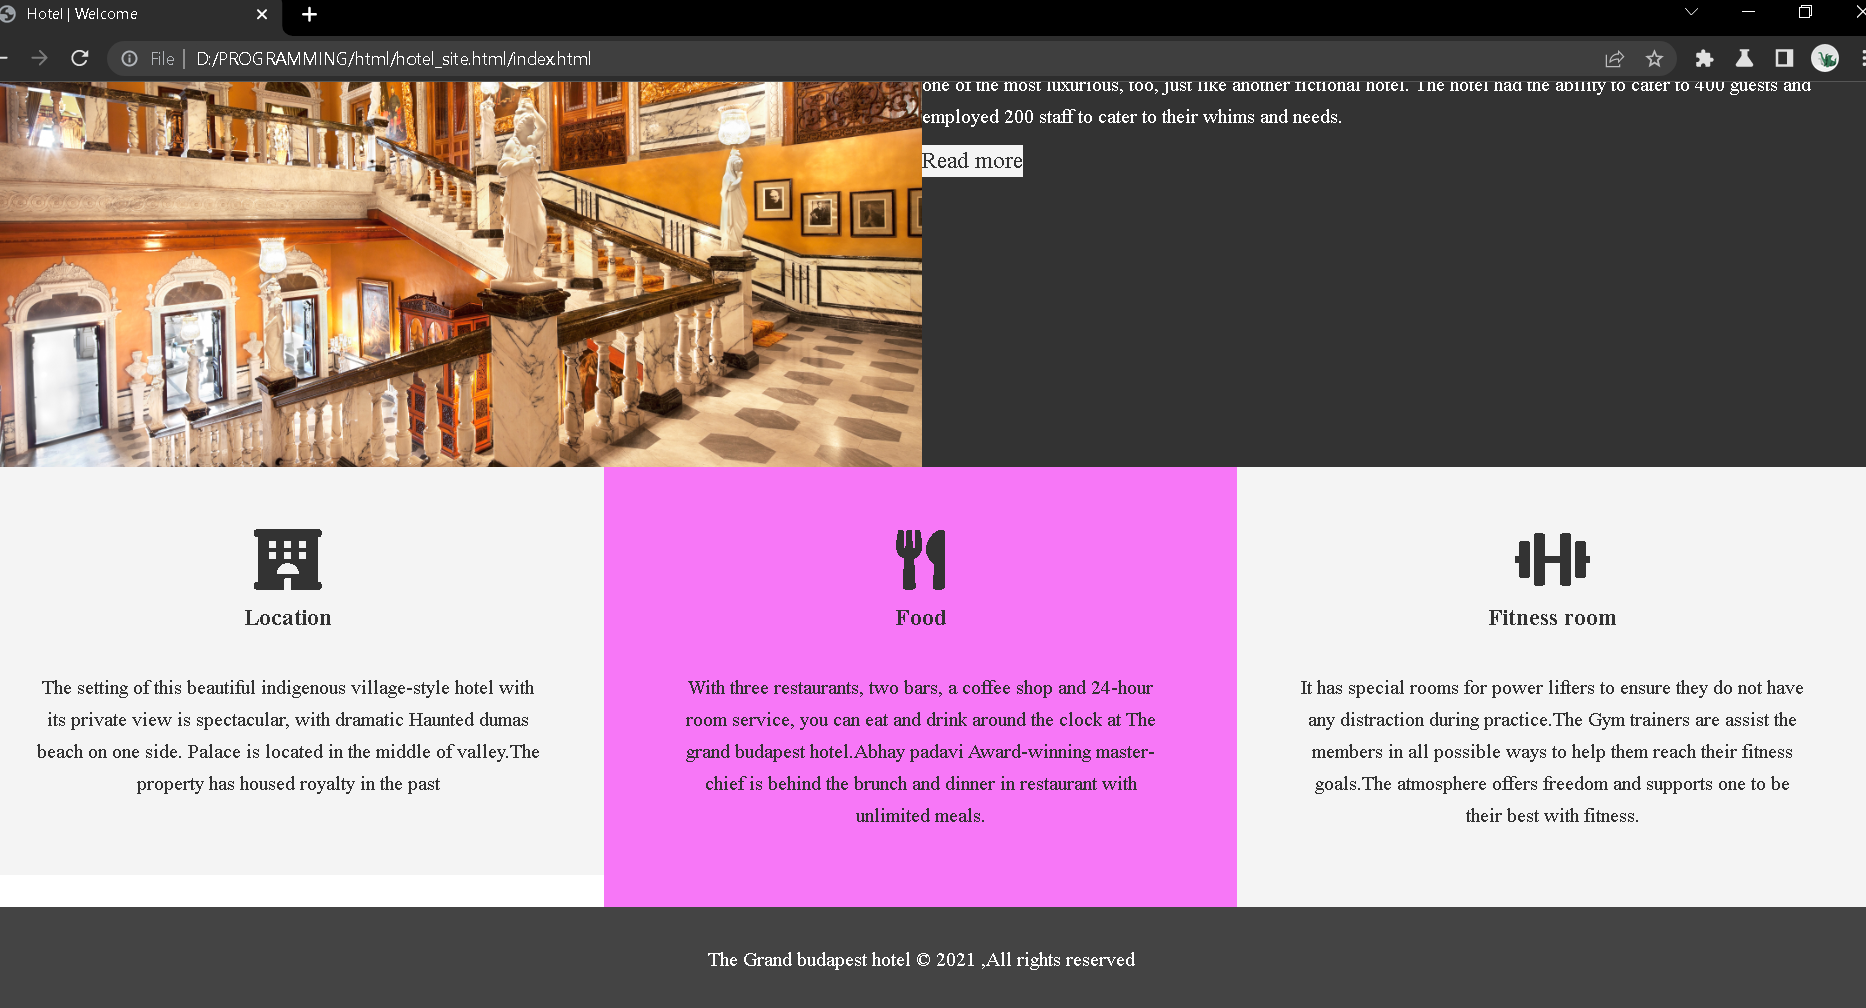 Hotel | Welcome
File | D:/PROGRAMMING/html/hotel_site.html/index.html
one of the most luxurious, too, just like another fictional hotel. The hotel had the ability to cater to 400 guests and
employed 200 staff to cater to their whims and needs.
Read more
Location
The setting of this beautiful indigenous village-style hotel with
its private view is spectacular, with dramatic Haunted dumas
beach on one side. Palace is located in the middle of valley.The
property has housed royalty in the past
Food
With three restaurants, two bars, a coffee shop and 24-hour
room service, you can eat and drink around the clock at The
grand budapest hotel.Abhay padavi Award-winning master-
chief is behind the brunch and dinner in restaurant with
unlimited meals.
Fitness room
It has special rooms for power lifters to ensure they do not have
any distraction during practice.The Gym trainers are assist the
members in all possible ways to help them reach their fitness
goals.The atmosphere offers freedom and supports one to be
their best with fitness.
The Grand budapest hotel © 2021 ,All rights reserved